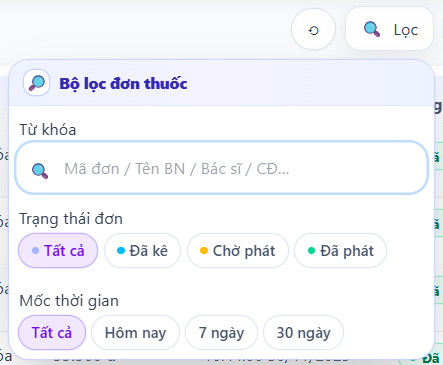 Lọc
Bộ lọc đơn thuốc
Từ khóa
Mã đơn / Tên BN / Bác sĩ / CĐ...
Trạng thái đơn
Tất cả Đã kê Chờ phát Đã phát
Mốc thời gian
Tất cả Hôm nay 7 ngày 30 ngày